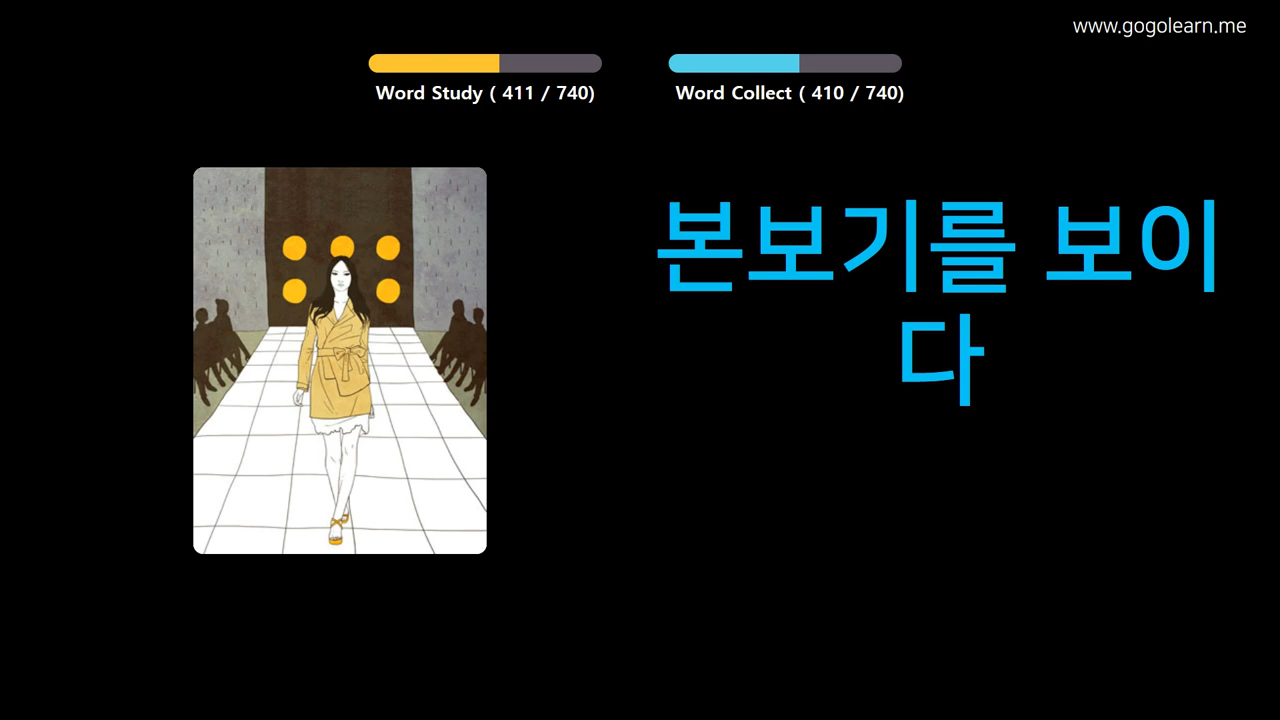 www.gogolearn.me
Word Study ( 411 / 740)
Word Collect ( 410 / 740)
본보기를 보이
다